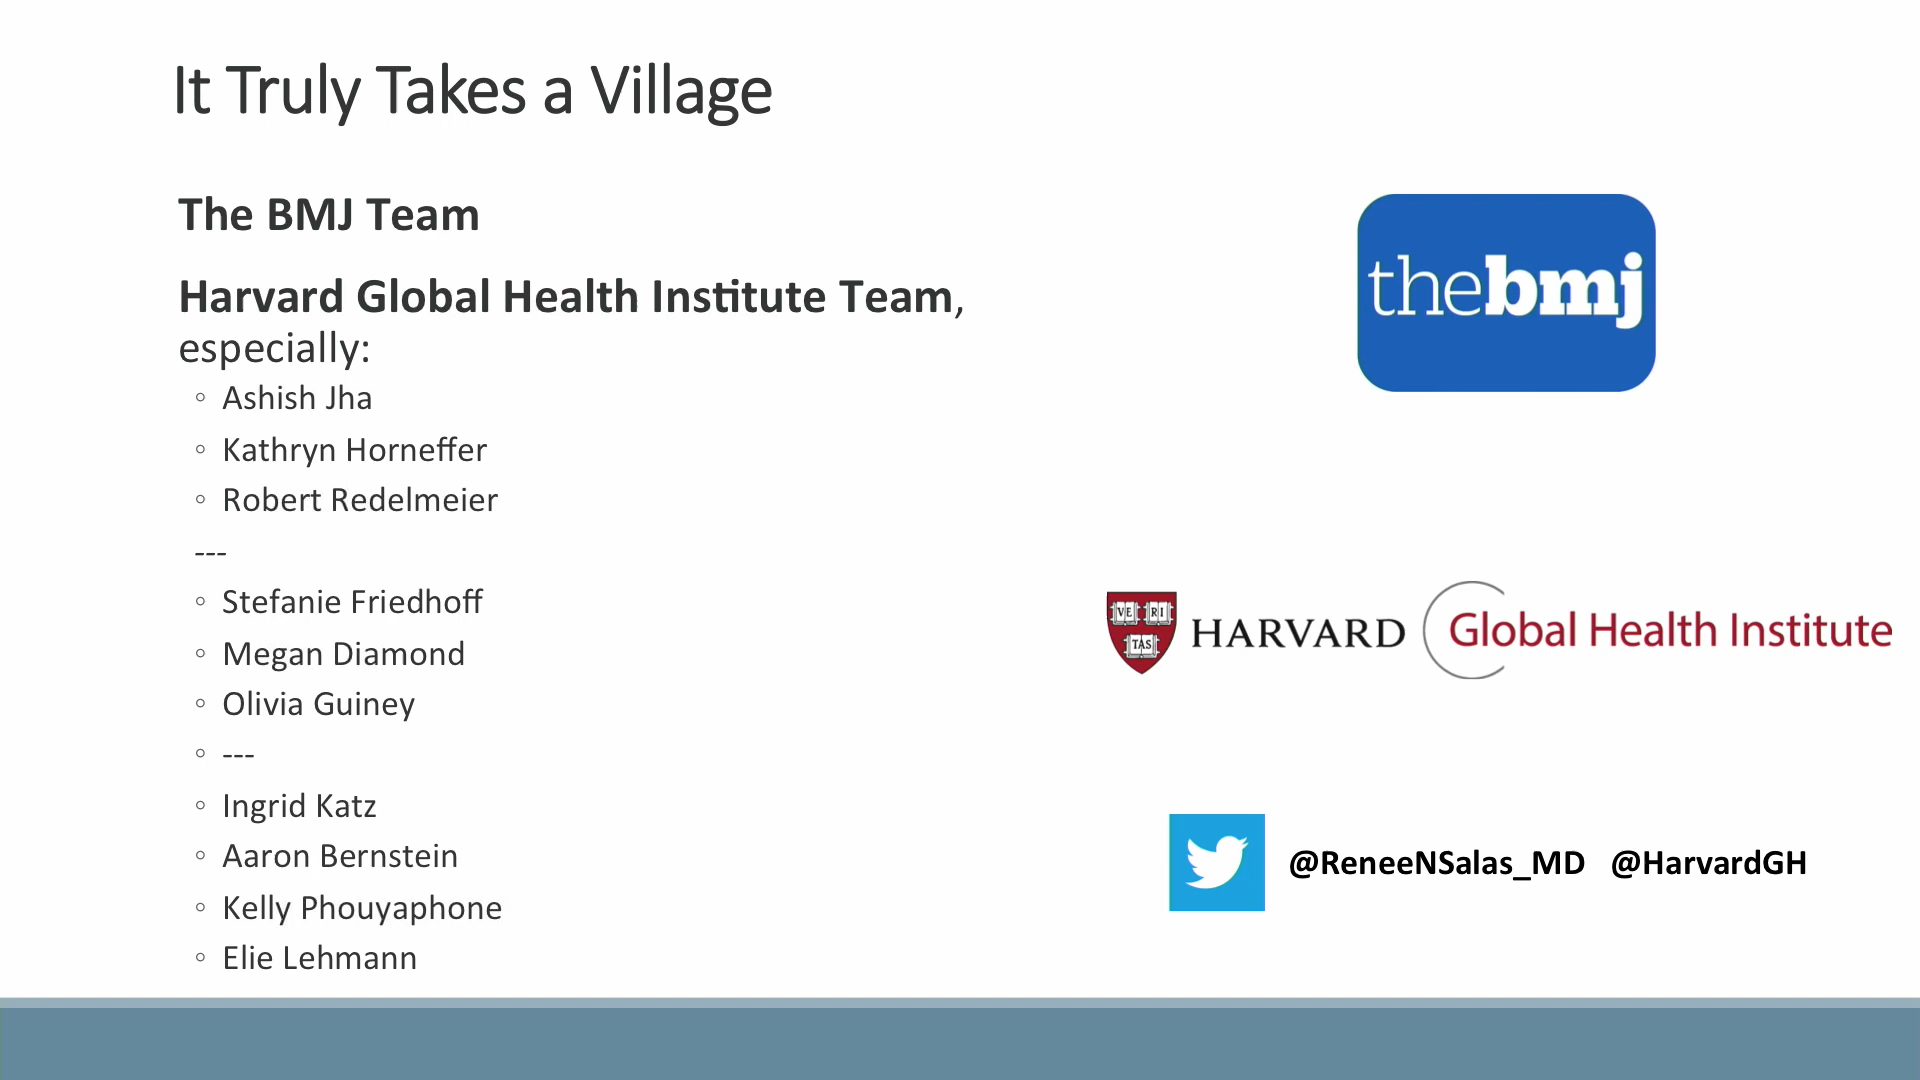 It Truly Takes a Village
The BMJ Team
Harvard Global Health Institute Team,
especially:
◦ Ashish Jha
◦ Kathryn Horneffer
◦ Robert Redelmeier
---
◦ Stefanie Friedhoff
◦ Megan Diamond
◦ Olivia Guiney
◦ ---
◦ Ingrid Katz
◦ Aaron Bernstein
◦ Kelly Phouyaphone
◦ Elie Lehmann
thebmj
VE RI
TAS
HARVARD Global Health Institute
@ReneeNSalas_MD @HarvardGH